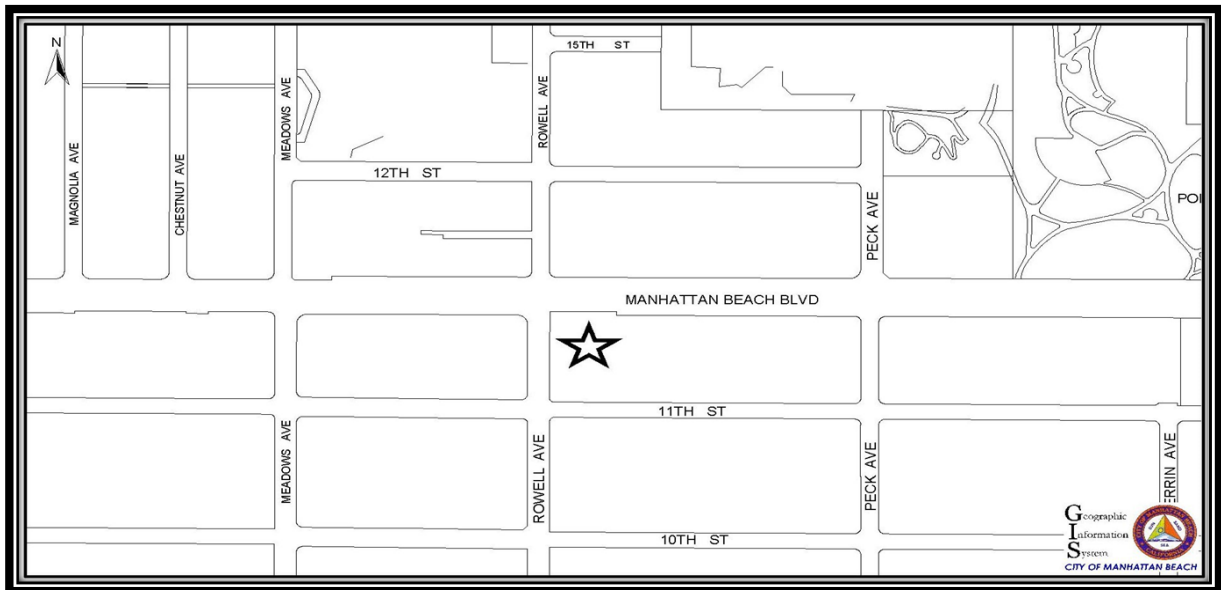 N
15TH ST
MAGNOLIA AVE
CHESTNUT AVE
MEADOWS AVE
ROWELL AVE
12TH ST
PECK AVE
MANHATTAN BEACH BLVD
11TH ST
MEADOWS AVE
ROWELL AVE
PECK AVE
ERRIN AVE
10TH ST
Geographic
Information
System
CITY OF MANHATTAN BEACH